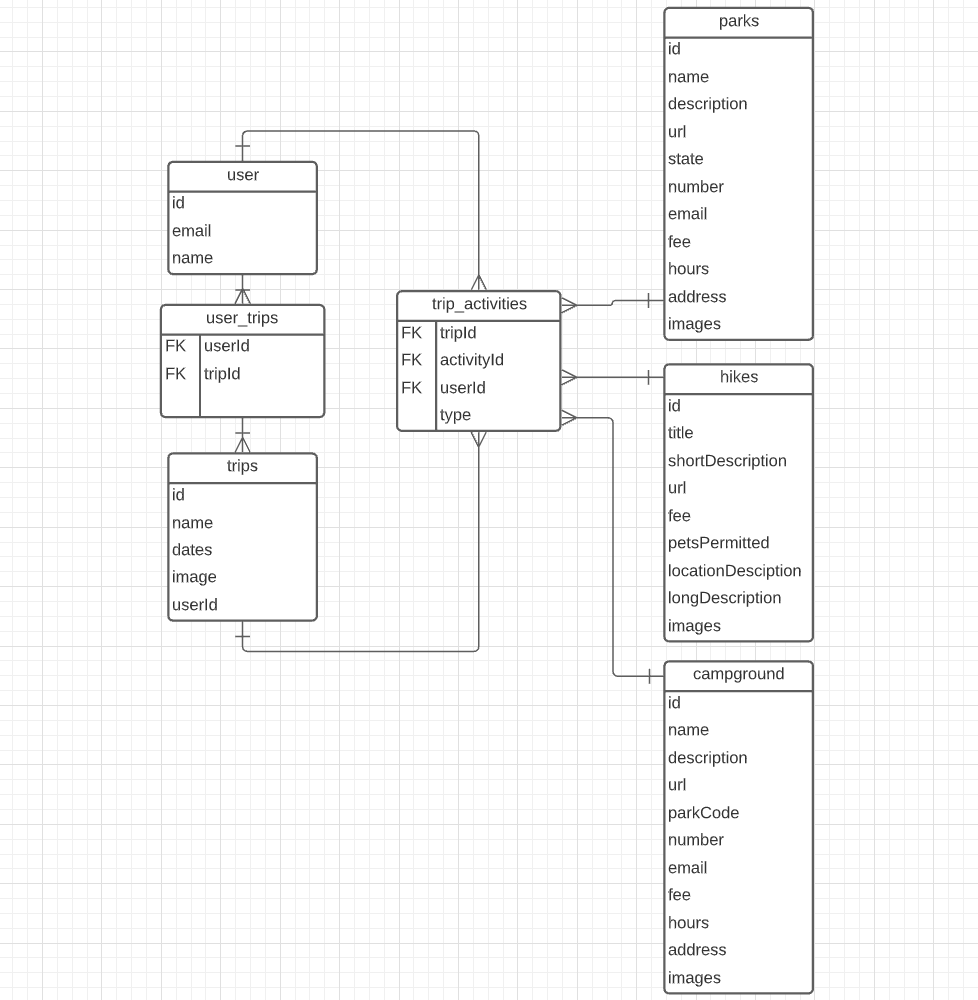 user
id
email
name
user_trips
FK userId
FK tripId
trips
id
name
dates
image
userId
trip_activities
FK tripId
FK activityId
FK userId
type
parks
id
name
description
url
state
number
email
fee
hours
address
images
hikes
id
title
shortDescription
url
fee
petsPermitted
locationDesciption
longDescription
images
campground
id
name
description
url
parkCode
number
email
fee
hours
address
images